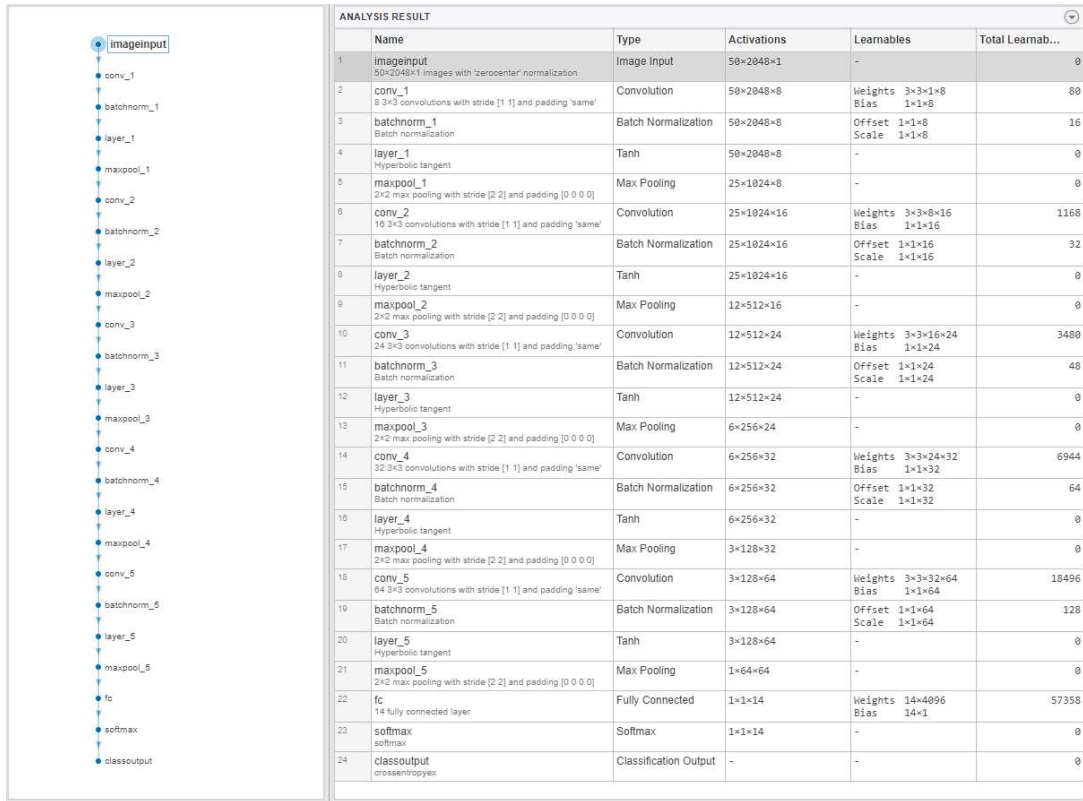 imageinput
conv_1
batchnorm_1
layer_1
maxpool_1
conv_2
batchnorm_2
layer_2
maxpool_2
conv_3
batchnorm_3
layer_3
maxpool_3
conv_4
batchnorm_4
layer_4
maxpool_4
conv_5
batchnorm_5
layer_5
maxpool_5
fc
softmax
classoutput
ANALYSIS RESULT
Name Type Activations Learnables Total Learnab...
1 imageinput Image Input 50×2048×1 - 0
50×2048×1 images with 'zerocenter' normalization
2 conv_1 Convolution 50×2048×8 Weights 3×3×1×8 80
8 3×3 convolutions with stride [1 1] and padding 'same' Bias 1×1×8
3 batchnorm_1 Batch Normalization 50×2048×8 Offset 1×1×8 16
Batch normalization Scale 1×1×8
4 layer_1 Tanh 50×2048×8 - 0
Hyperbolic tangent
5 maxpool_1 Max Pooling 25×1024×8 - 0
2×2 max pooling with stride [2 2] and padding [0 0 0 0]
6 conv_2 Convolution 25×1024×16 Weights 3×3×8×16 1168
16 3×3 convolutions with stride [1 1] and padding 'same' Bias 1×1×16
7 batchnorm_2 Batch Normalization 25×1024×16 Offset 1×1×16 32
Batch normalization Scale 1×1×16
8 layer_2 Tanh 25×1024×16 - 0
Hyperbolic tangent
9 maxpool_2 Max Pooling 12×512×16 - 0
2×2 max pooling with stride [2 2] and padding [0 0 0 0]
10 conv_3 Convolution 12×512×24 Weights 3×3×16×24 3480
24 3×3 convolutions with stride [1 1] and padding 'same' Bias 1×1×24
11 batchnorm_3 Batch Normalization 12×512×24 Offset 1×1×24 48
Batch normalization Scale 1×1×24
12 layer_3 Tanh 12×512×24 - 0
Hyperbolic tangent
13 maxpool_3 Max Pooling 6×256×24 - 0
2×2 max pooling with stride [2 2] and padding [0 0 0 0]
14 conv_4 Convolution 6×256×32 Weights 3×3×24×32 6944
32 3×3 convolutions with stride [1 1] and padding 'same' Bias 1×1×32
15 batchnorm_4 Batch Normalization 6×256×32 Offset 1×1×32 64
Batch normalization Scale 1×1×32
16 layer_4 Tanh 6×256×32 - 0
Hyperbolic tangent
17 maxpool_4 Max Pooling 3×128×32 - 0
2×2 max pooling with stride [2 2] and padding [0 0 0 0]
18 conv_5 Convolution 3×128×64 Weights 3×3×32×64 18496
64 3×3 convolutions with stride [1 1] and padding 'same' Bias 1×1×64
19 batchnorm_5 Batch Normalization 3×128×64 Offset 1×1×64 128
Batch normalization Scale 1×1×64
20 layer_5 Tanh 3×128×64 - 0
Hyperbolic tangent
21 maxpool_5 Max Pooling 1×64×64 - 0
2×2 max pooling with stride [2 2] and padding [0 0 0 0]
22 fc Fully Connected 1×1×14 Weights 14×4096 57358
14 fully connected layer Bias 14×1
23 softmax Softmax 1×1×14 - 0
softmax
24 classoutput Classification Output - - 0
crossentropyex